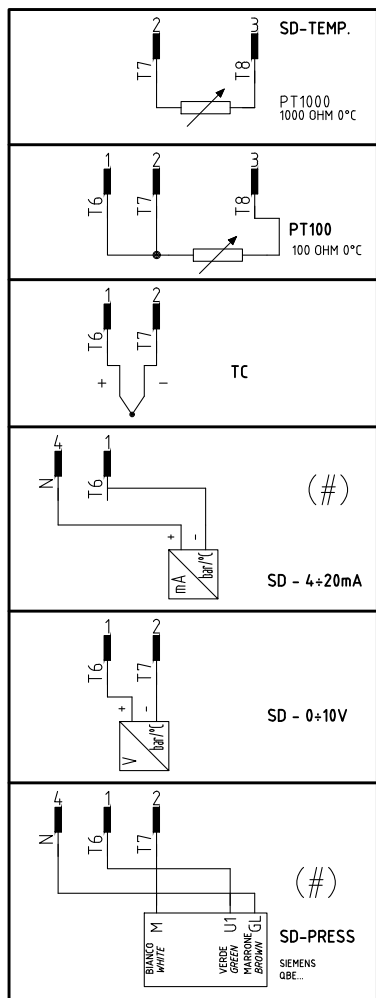 2 3 SD-TEMP.
T7 T8
PT1000
1000 OHM 0°C
1 2 3
T6 T7 T8
PT100
100 OHM 0°C
1 2
T6 T7
+ -
TC
4 1
N T6
(#)
+ -
mA bar/°C
SD - 4÷20mA
1 2
T6 T7
+ -
V bar/°C
SD - 0÷10V
4 1 2
N T6 T7
(#)
M U1 GL
BIANCO VERDE MARRONE
WHITE GREEN BROWN
SD-PRESS
SIEMENS
QBE...